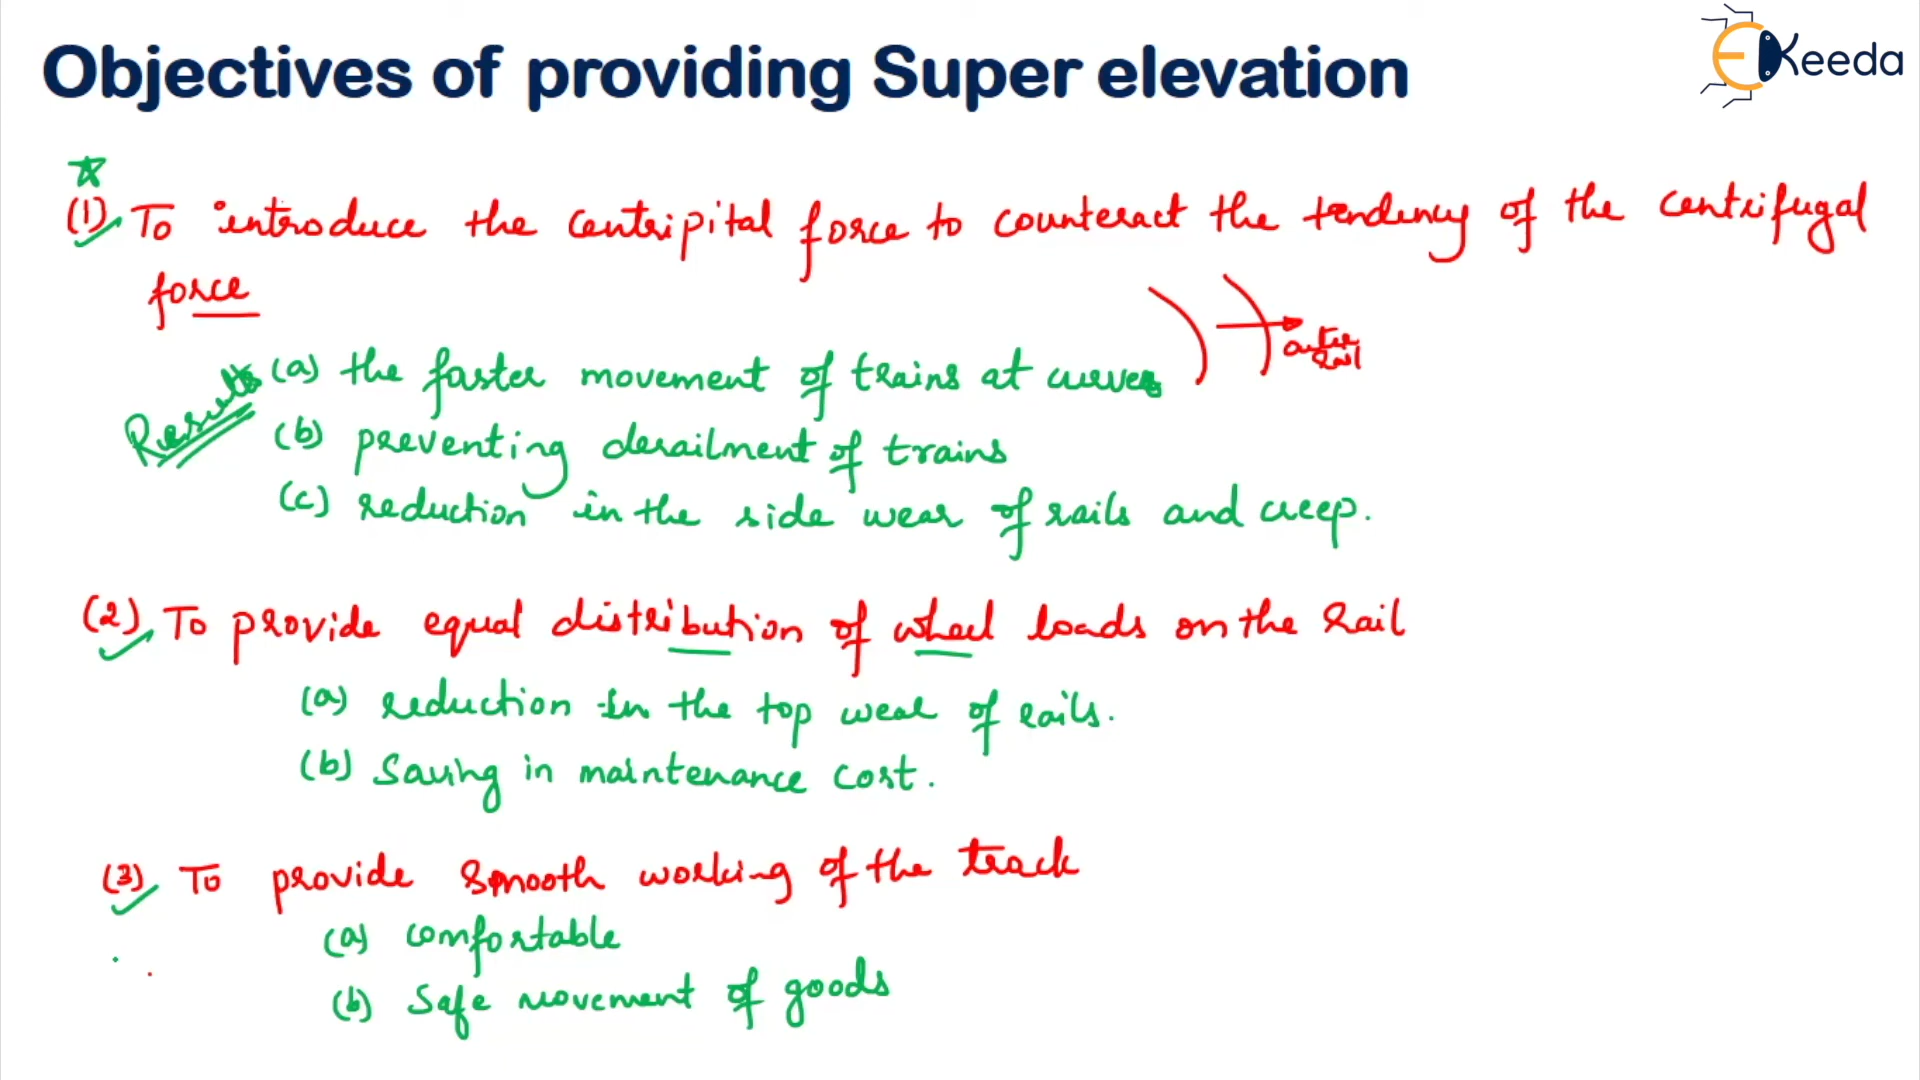 Objectives of providing Super elevation
EKeeda
(1) To introduce the centripital force to counteract the tendency of the centrifugal
force
outer
rail
Results (a) the faster movement of trains at curves
(b) preventing derailment of trains
(c) reduction in the side wear of rails and creep.
(2) To provide equal distribution of wheel loads on the rail
(a) reduction in the top wear of rails.
(b) Saving in maintenance cost.
(3) To provide smooth working of the track
(a) comfortable
(b) Safe movement of goods